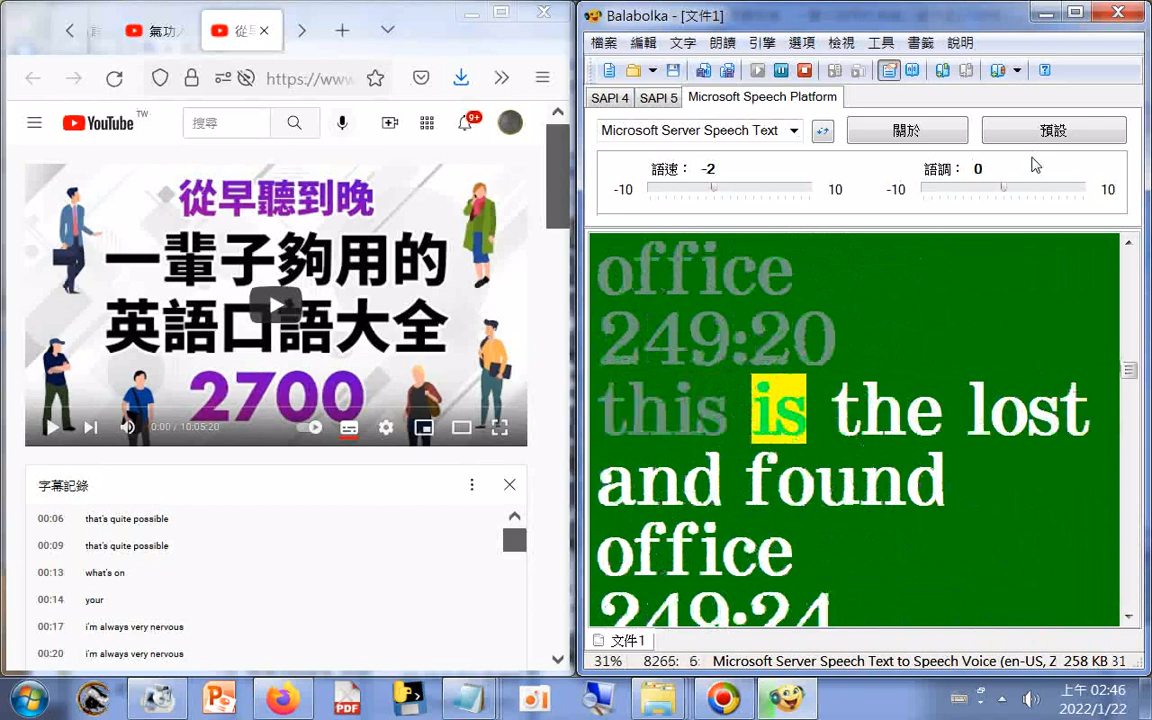 氣功
從
https://www
YouTube TW
搜尋
9+
從早聽到晚
一輩子夠用的
英語口語大全
2700
0:00 / 10:05:20
字幕記錄
00:06 that's quite possible
00:09 that's quite possible
00:13 what's on
00:14 your
00:17 i'm always very nervous
00:20 i'm always very nervous
Balabolka - [文件1]
檔案 編輯 文字 朗讀 引擎 選項 檢視 工具 書籤 說明
SAPI 4 SAPI 5 Microsoft Speech Platform
Microsoft Server Speech Text 關於 預設
語速： -2 語調： 0
-10 10 -10 10
office
249:20
this is the lost
and found
office
249:24
文件1
31% 8265: 6: Microsoft Server Speech Text to Speech Voice (en-US, Z 258 KB 31
PDF
上午 02:46
2022/1/22